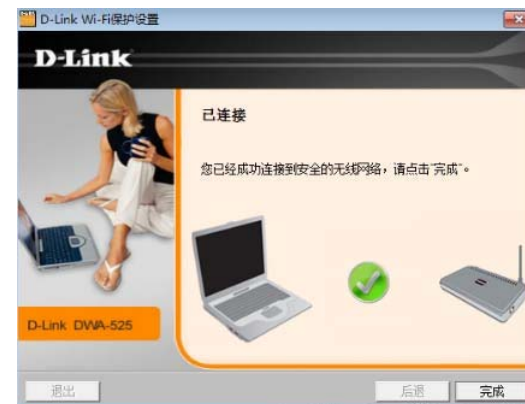 D-Link Wi-Fi保护设置
D-Link
已连接
您已经成功连接到安全的无线网络，请点击"完成"。
D-Link DWA-525
退出
后退
完成